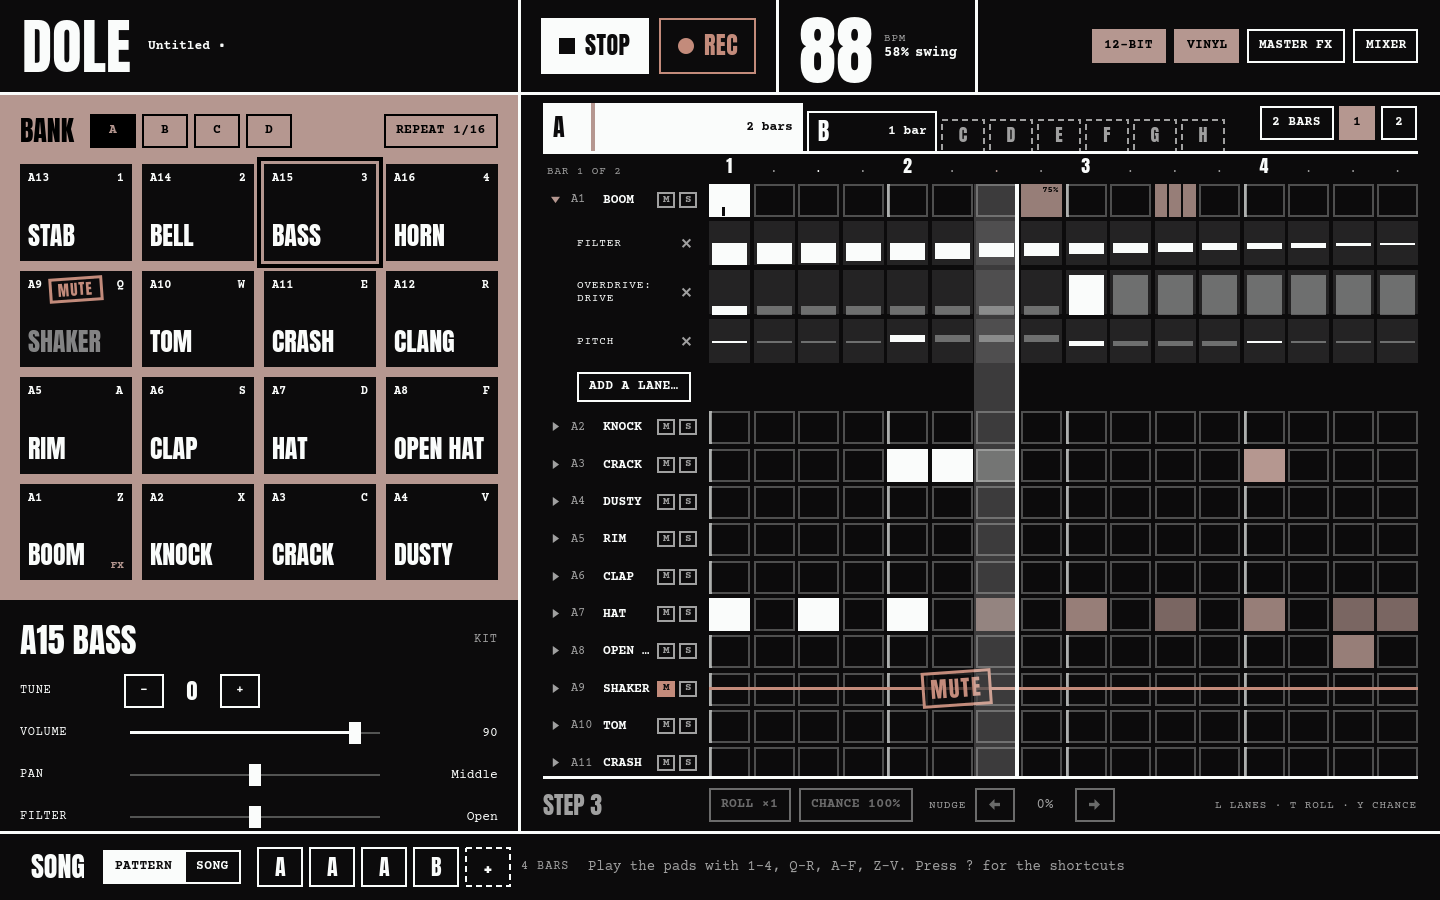 DOLE
Untitled •
STOP
REC
88
BPM
58% swing
12-BIT
VINYL
MASTER FX
MIXER
BANK
A
B
C
D
REPEAT 1/16
A13 1
STAB
A14 2
BELL
A15 3
BASS
A16 4
HORN
A9 MUTE Q
SHAKER
A10 W
TOM
A11 E
CRASH
A12 R
CLANG
A5 A
RIM
A6 S
CLAP
A7 D
HAT
A8 F
OPEN HAT
A1 Z
BOOM FX
A2 X
KNOCK
A3 C
CRACK
A4 V
DUSTY
A15 BASS
KIT
TUNE - 0 +
VOLUME 90
PAN Middle
FILTER Open
A 2 bars
B 1 bar
C
D
E
F
G
H
2 BARS
1
2
BAR 1 OF 2
1 . . . 2 . . . 3 . . . 4 . . .
A1 BOOM M S 75%
FILTER ×
OVERDRIVE:
DRIVE ×
PITCH ×
ADD A LANE…
A2 KNOCK M S
A3 CRACK M S
A4 DUSTY M S
A5 RIM M S
A6 CLAP M S
A7 HAT M S
A8 OPEN … M S
A9 SHAKER M S MUTE
A10 TOM M S
A11 CRASH M S
STEP 3
ROLL ×1
CHANCE 100%
NUDGE ← 0% →
L LANES · T ROLL · Y CHANCE
SONG
PATTERN
SONG
A
A
A
B
+
4 BARS
Play the pads with 1-4, Q-R, A-F, Z-V. Press ? for the shortcuts